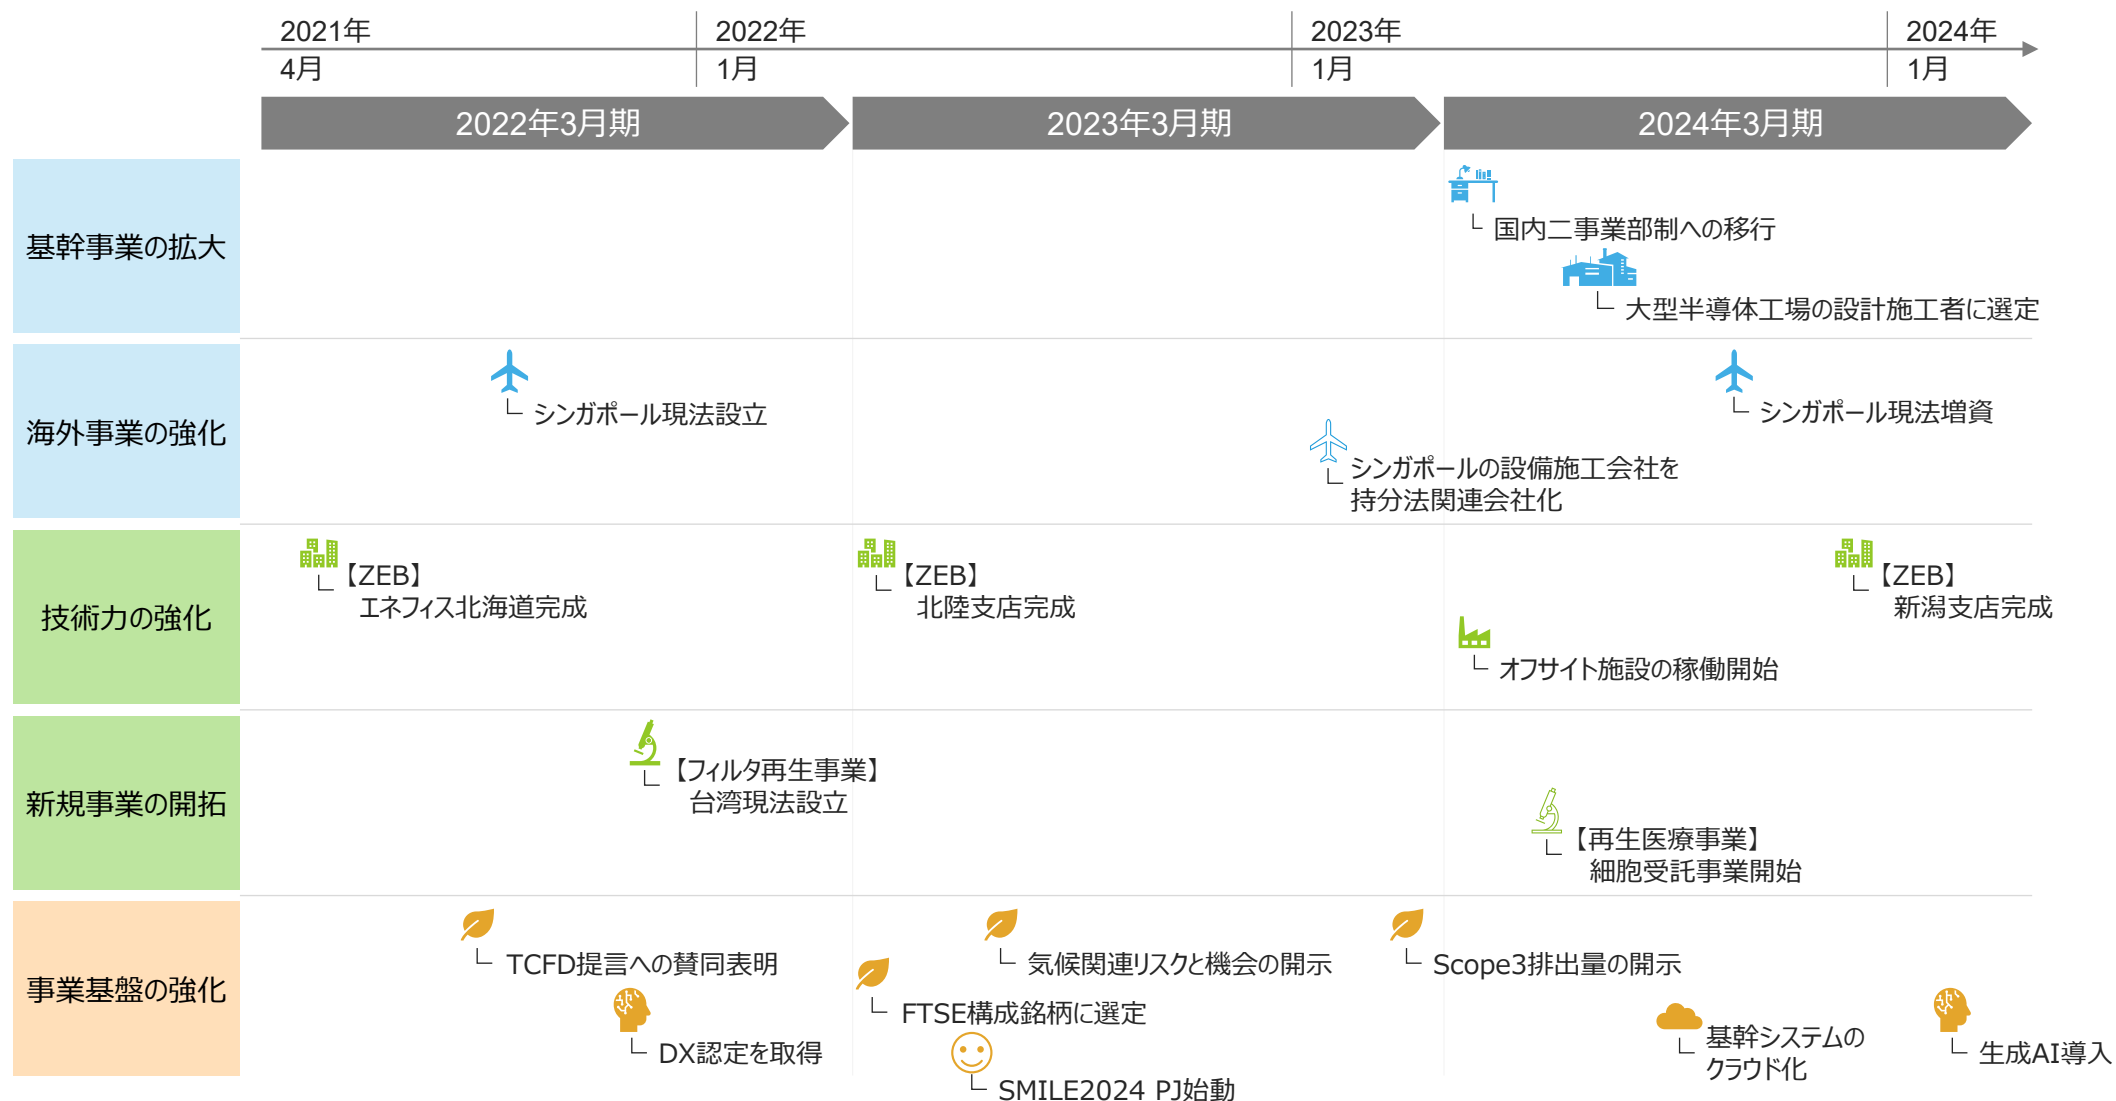 2021年
2022年
2023年
2024年
4月
1月
1月
1月
2022年3月期
2023年3月期
2024年3月期
基幹事業の拡大
国内二事業部制への移行
大型半導体工場の設計施工者に選定
海外事業の強化
シンガポール現法設立
シンガポールの設備施工会社を
持分法関連会社化
シンガポール現法増資
技術力の強化
【ZEB】
エネフィス北海道完成
【ZEB】
北陸支店完成
オフサイト施設の稼働開始
【ZEB】
新潟支店完成
新規事業の開拓
【フィルタ再生事業】
台湾現法設立
【再生医療事業】
細胞受託事業開始
事業基盤の強化
TCFD提言への賛同表明
DX認定を取得
FTSE構成銘柄に選定
気候関連リスクと機会の開示
SMILE2024 PJ始動
Scope3排出量の開示
基幹システムの
クラウド化
生成AI導入